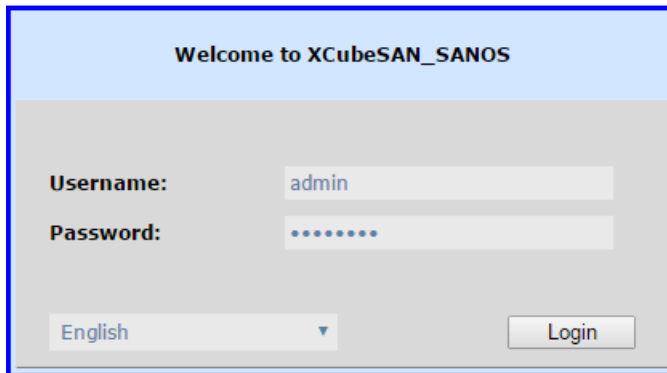 Welcome to XCubeSAN_SANOS
Username: admin
Password: ••••••••
English ▼ Login